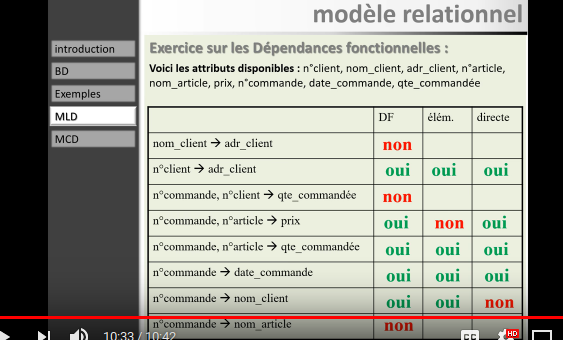 modèle relationnel
introduction
BD
Exemples
MLD
MCD
Exercice sur les Dépendances fonctionnelles :
Voici les attributs disponibles : n°client, nom_client, adr_client, n°article,
nom_article, prix, n°commande, date_commande, qte_commandée
DF élém. directe
nom_client → adr_client non
n°client → adr_client oui oui oui
n°commande, n°client → qte_commandée non
n°commande, n°article → prix oui non oui
n°commande, n°article → qte_commandée oui oui oui
n°commande → date_commande oui oui oui
n°commande → nom_client oui oui non
n°commande → nom_article non
10:33 / 10:42
CC HD